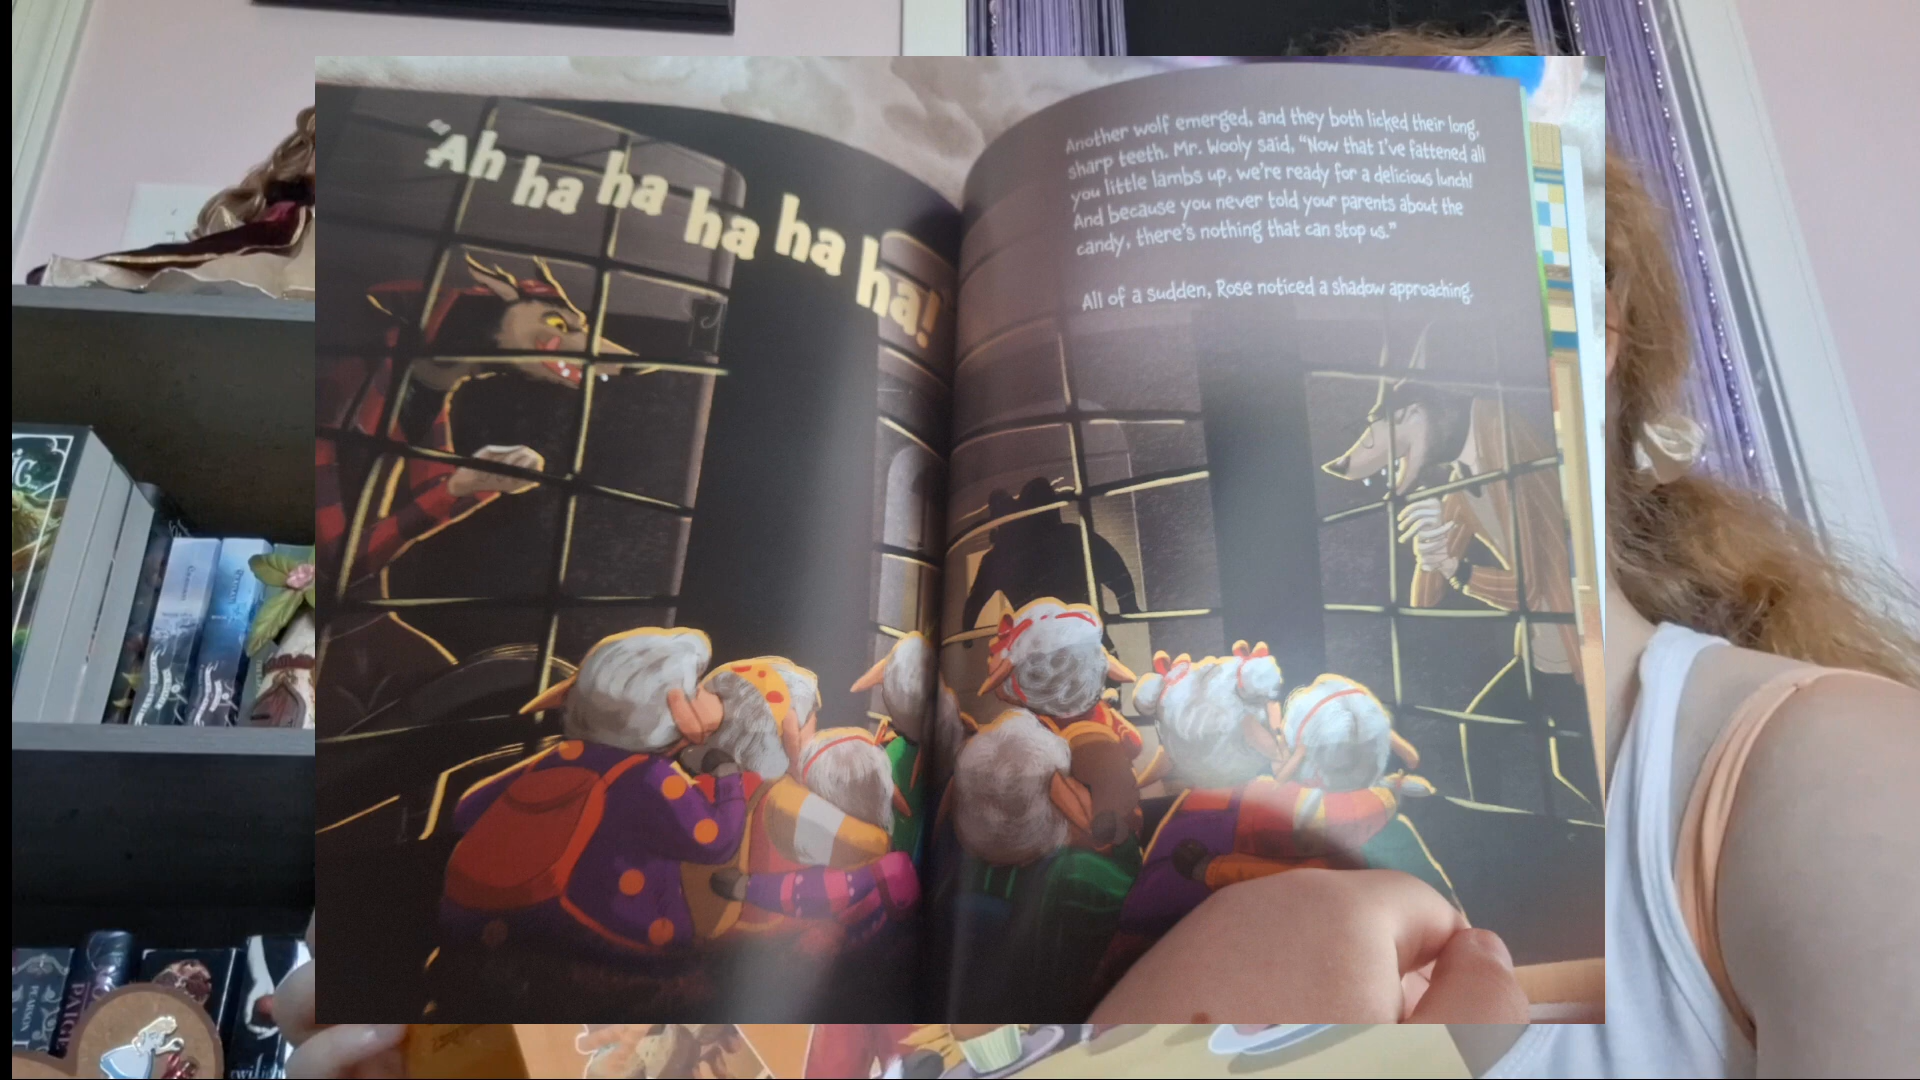 "Ah ha ha ha ha ha!
Another wolf emerged, and they both licked their long,
sharp teeth. Mr. Wooly said, "Now that I've fattened all
you little lambs up, we're ready for a delicious lunch!
And because you never told your parents about the
candy, there's nothing that can stop us."
All of a sudden, Rose noticed a shadow approaching.
PEARSON
PAIGE